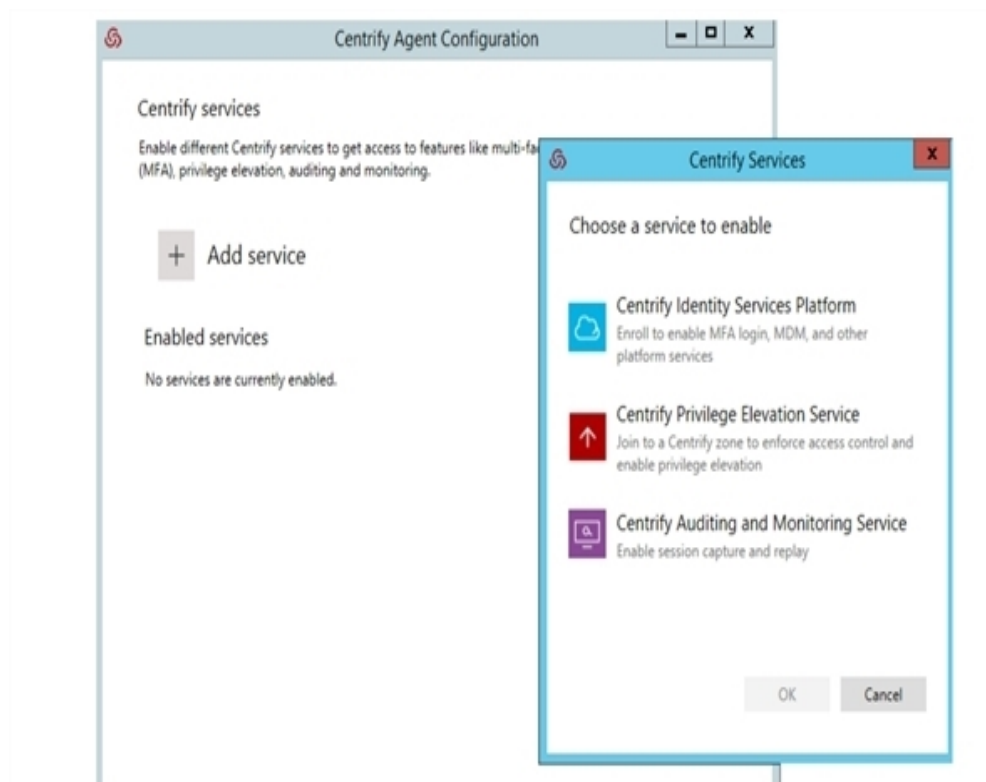 Centrify Agent Configuration
Centrify services
Enable different Centrify services to get access to features like multi-fa
(MFA), privilege elevation, auditing and monitoring.
+ Add service
Enabled services
No services are currently enabled.
Centrify Services
Choose a service to enable
Centrify Identity Services Platform
Enroll to enable MFA login, MDM, and other
platform services
Centrify Privilege Elevation Service
Join to a Centrify zone to enforce access control and
enable privilege elevation
Centrify Auditing and Monitoring Service
Enable session capture and replay
OK Cancel